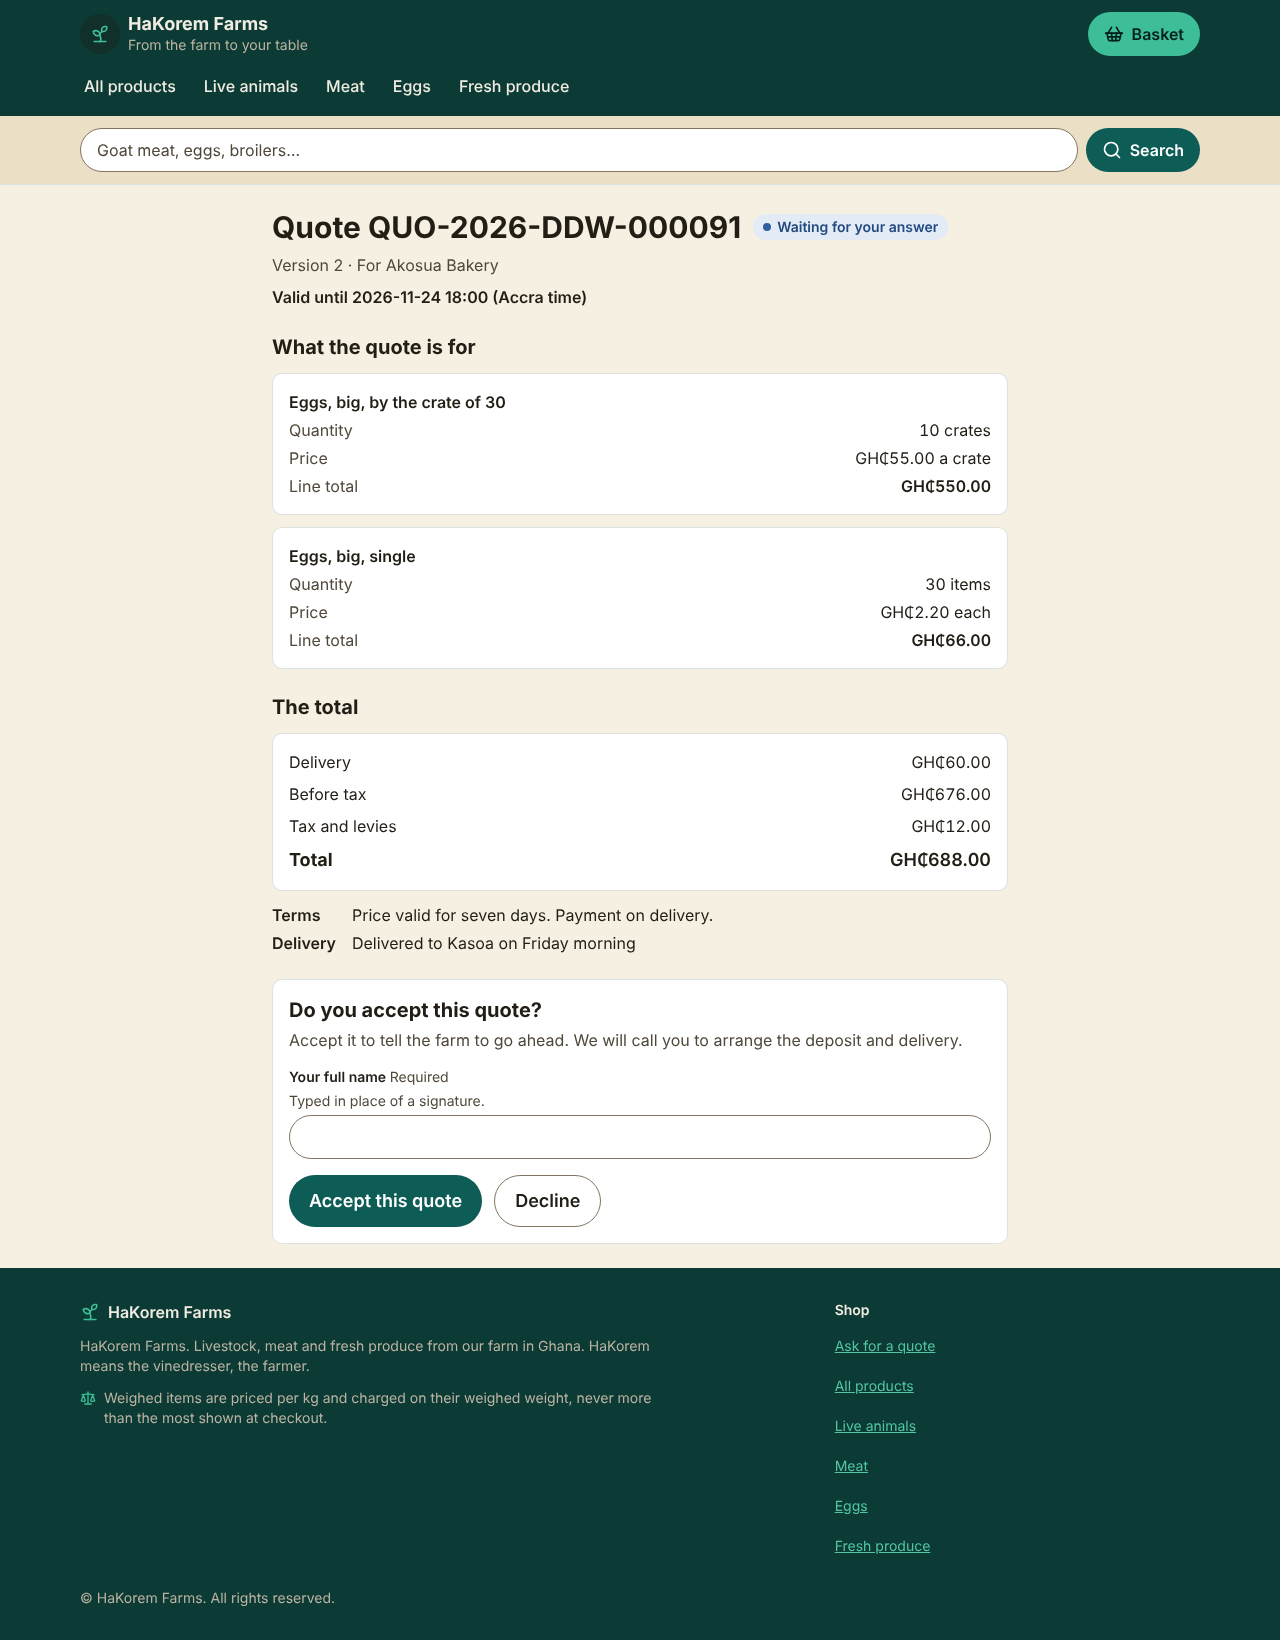 HaKorem Farms
From the farm to your table
Basket
All products
Live animals
Meat
Eggs
Fresh produce
Goat meat, eggs, broilers...
Search
Quote QUO-2026-DDW-000091
Waiting for your answer
Version 2 · For Akosua Bakery
Valid until 2026-11-24 18:00 (Accra time)
What the quote is for
Eggs, big, by the crate of 30
Quantity 10 crates
Price GH₵55.00 a crate
Line total GH₵550.00
Eggs, big, single
Quantity 30 items
Price GH₵2.20 each
Line total GH₵66.00
The total
Delivery GH₵60.00
Before tax GH₵676.00
Tax and levies GH₵12.00
Total GH₵688.00
Terms Price valid for seven days. Payment on delivery.
Delivery Delivered to Kasoa on Friday morning
Do you accept this quote?
Accept it to tell the farm to go ahead. We will call you to arrange the deposit and delivery.
Your full name Required
Typed in place of a signature.
Accept this quote
Decline
HaKorem Farms
HaKorem Farms. Livestock, meat and fresh produce from our farm in Ghana. HaKorem
means the vinedresser, the farmer.
Weighed items are priced per kg and charged on their weighed weight, never more
than the most shown at checkout.
Shop
Ask for a quote
All products
Live animals
Meat
Eggs
Fresh produce
© HaKorem Farms. All rights reserved.